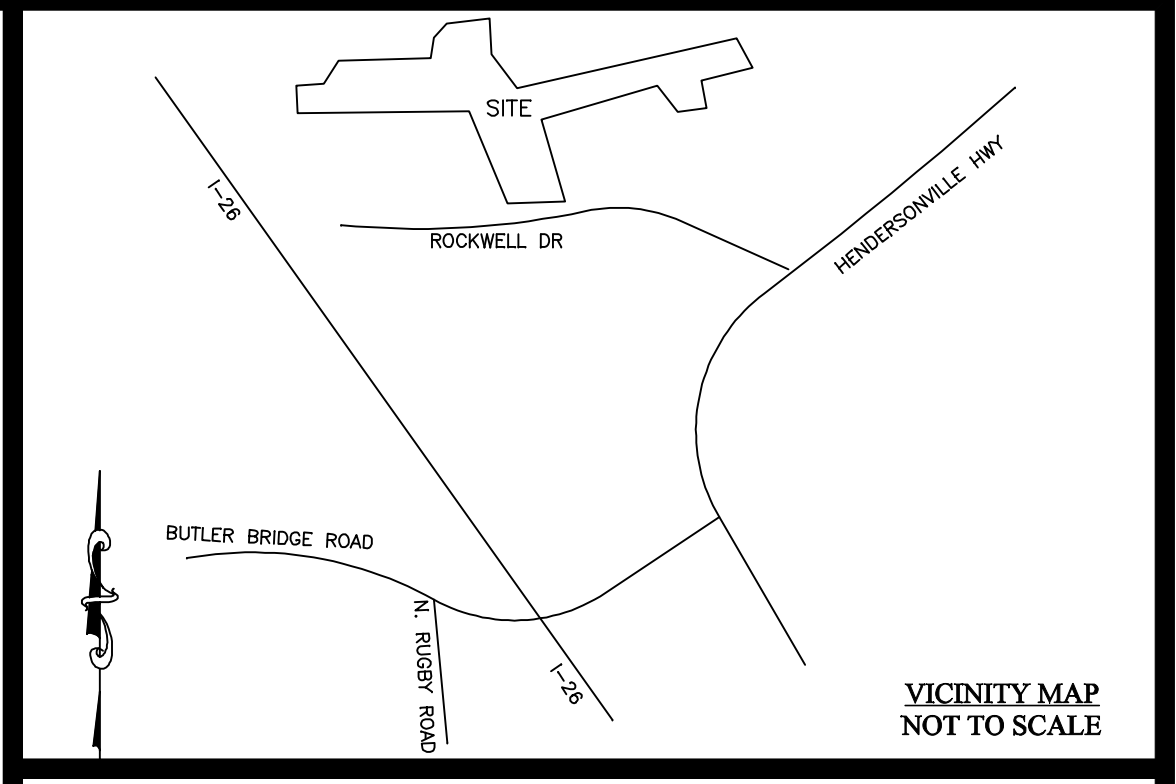 SITE
I-26
HENDERSONVILLE HWY
ROCKWELL DR
BUTLER BRIDGE ROAD
N. RUGBY ROAD
I-26
VICINITY MAP
NOT TO SCALE